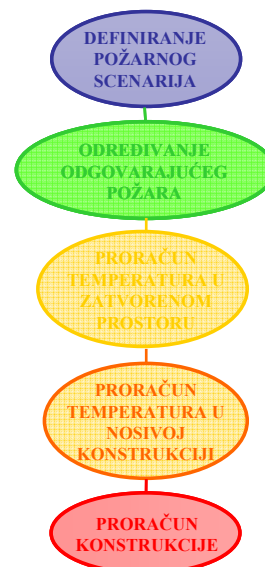 DEFINIRANJE
POŽARNOG
SCENARIJA
ODREĐIVANJE
ODGOVARAJUĆEG
POŽARA
PRORAČUN
TEMPERATURA U
ZATVORENOM
PROSTORU
PRORAČUN
TEMPERATURA U
NOSIVOJ
KONSTRUKCIJI
PRORAČUN
KONSTRUKCIJE